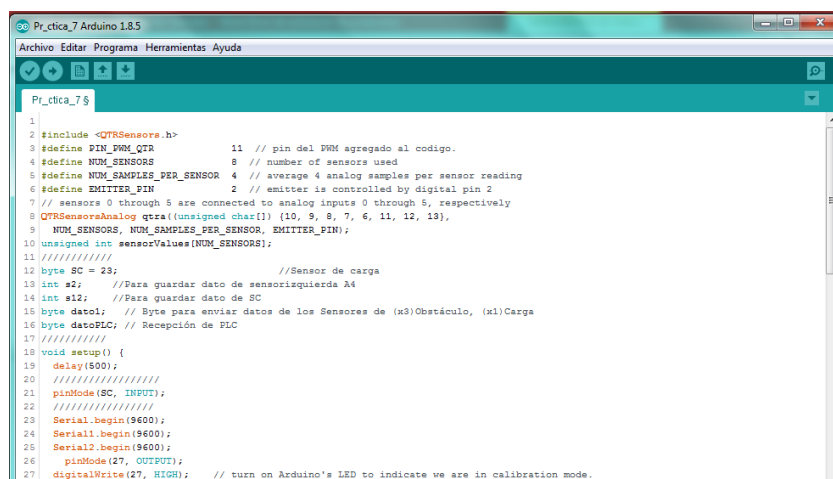 Pr_ctica_7 Arduino 1.8.5
Archivo Editar Programa Herramientas Ayuda
Pr_ctica_7 §
1
2 #include <QTRSensors.h>
3 #define PIN_PWM_QTR 11 // pin del PWM agregado al codigo.
4 #define NUM_SENSORS 8 // number of sensors used
5 #define NUM_SAMPLES_PER_SENSOR 4 // average 4 analog samples per sensor reading
6 #define EMITTER_PIN 2 // emitter is controlled by digital pin 2
7 // sensors 0 through 5 are connected to analog inputs 0 through 5, respectively
8 QTRSensorsAnalog qtra((unsigned char[]) {10, 9, 8, 7, 6, 11, 12, 13},
9 NUM_SENSORS, NUM_SAMPLES_PER_SENSOR, EMITTER_PIN);
10 unsigned int sensorValues[NUM_SENSORS];
11 ////////////
12 byte SC = 23; //Sensor de carga
13 int s2; //Para guardar dato de sensorizquierda A4
14 int s12; //Para guardar dato de SC
15 byte dato1; // Byte para enviar datos de los Sensores de (x3)Obstáculo, (x1)Carga
16 byte datoPLC; // Recepción de PLC
17 ///////////
18 void setup() {
19 delay(500);
20 //////////////////
21 pinMode(SC, INPUT);
22 /////////////////
23 Serial.begin(9600);
24 Serial1.begin(9600);
25 Serial2.begin(9600);
26 pinMode(27, OUTPUT);
27 digitalWrite(27, HIGH); // turn on Arduino's LED to indicate we are in calibration mode.